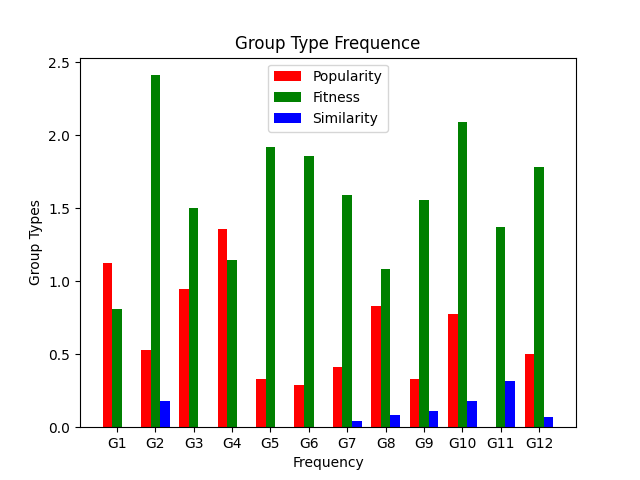 Group Type Frequence
2.5
2.0
1.5
1.0
0.5
0.0
Group Types
Popularity
Fitness
Similarity
G1 G2 G3 G4 G5 G6 G7 G8 G9 G10 G11 G12
Frequency